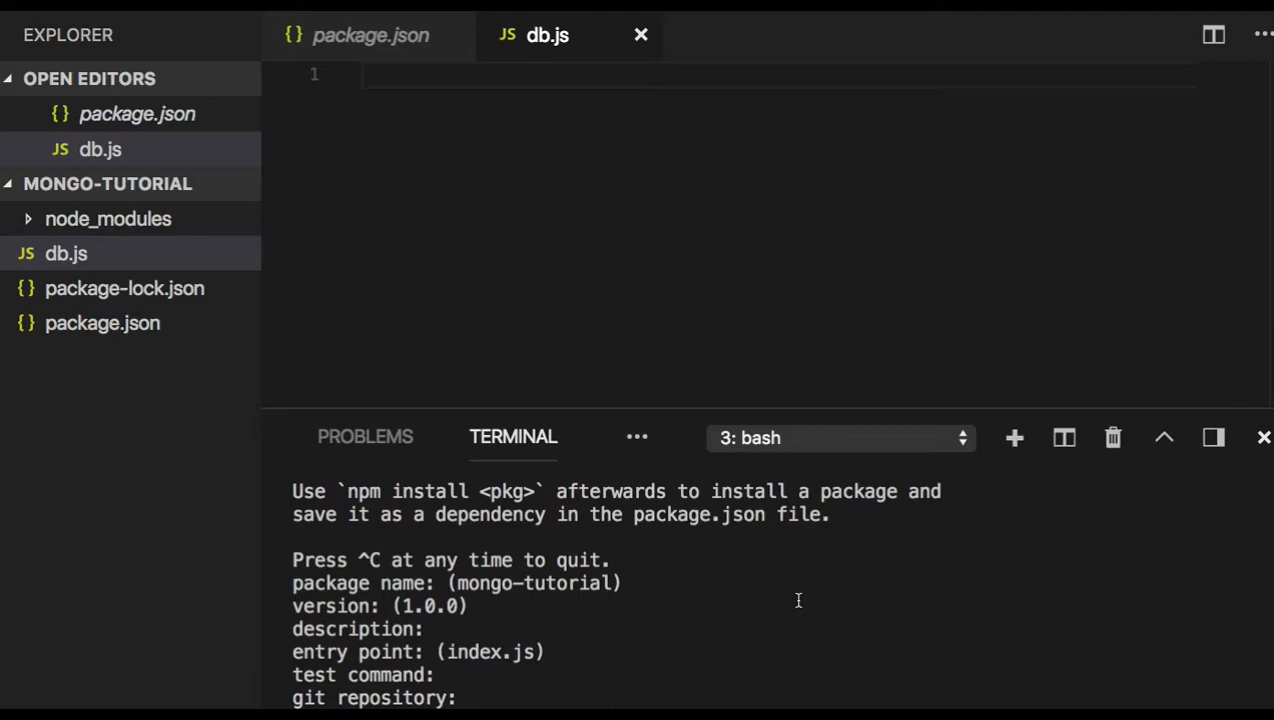 EXPLORER
{} package.json
JS db.js ×
OPEN EDITORS
{} package.json
JS db.js
MONGO-TUTORIAL
node_modules
JS db.js
{} package-lock.json
{} package.json
1
PROBLEMS TERMINAL ... 3: bash
Use `npm install <pkg>` afterwards to install a package and
save it as a dependency in the package.json file.
Press ^C at any time to quit.
package name: (mongo-tutorial)
version: (1.0.0)
description:
entry point: (index.js)
test command:
git repository: